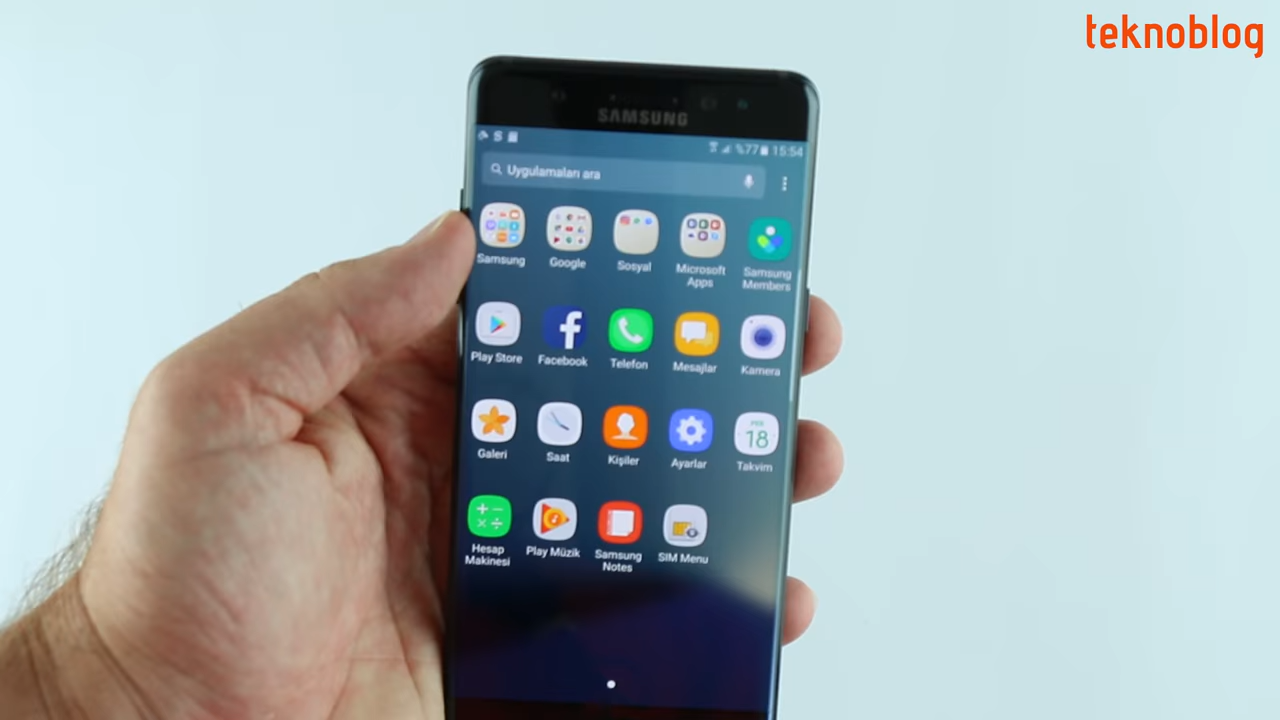 teknoblog
SAMSUNG
S %77 15:54
Uygulamaları ara
Samsung Google Sosyal Microsoft Apps Samsung Members
Play Store Facebook Telefon Mesajlar Kamera
Galeri Saat Kişiler Ayarlar FEB 18 Takvim
Hesap Makinesi Play Müzik Samsung Notes SIM Menu